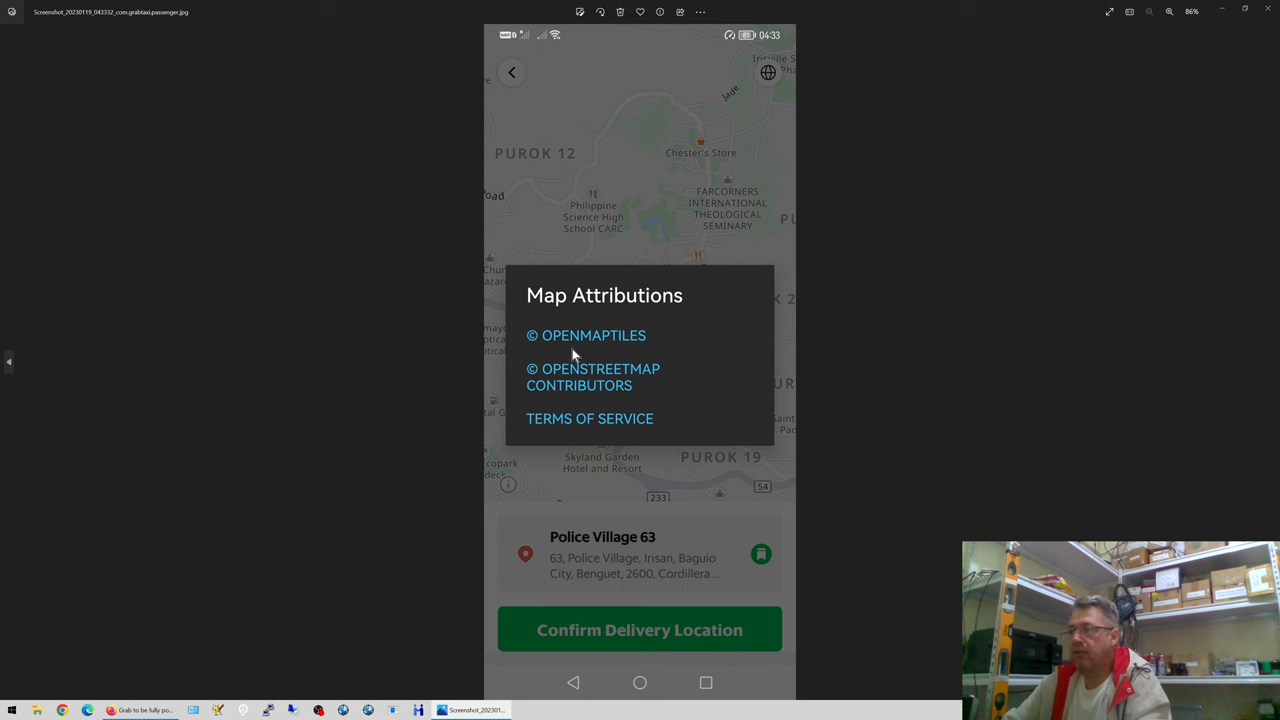 Screenshot_20230119_043332_com.grabtaxi.passenger.jpg
86%
81
04:33
Jade
PUROK 12
Chester's Store
Road
Philippine
Science High
School CARC
FARCORNERS
INTERNATIONAL
THEOLOGICAL
SEMINARY
Map Attributions
© OPENMAPTILES
© OPENSTREETMAP
CONTRIBUTORS
TERMS OF SERVICE
Skyland Garden
Hotel and Resort
PUROK 19
54
233
Police Village 63
63, Police Village, Irisan, Baguio
City, Benguet, 2600, Cordillera ...
Confirm Delivery Location
Grab to be fully po...
Screenshot_202301...